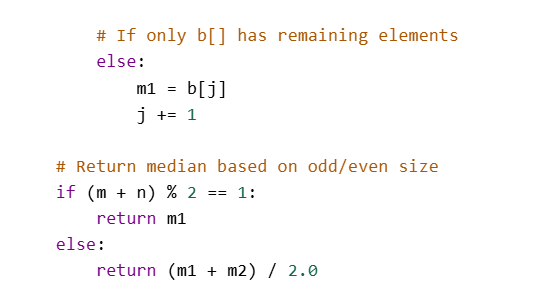 # If only b[] has remaining elements
        else:
            m1 = b[j]
            j += 1

    # Return median based on odd/even size
    if (m + n) % 2 == 1:
        return m1
    else:
        return (m1 + m2) / 2.0